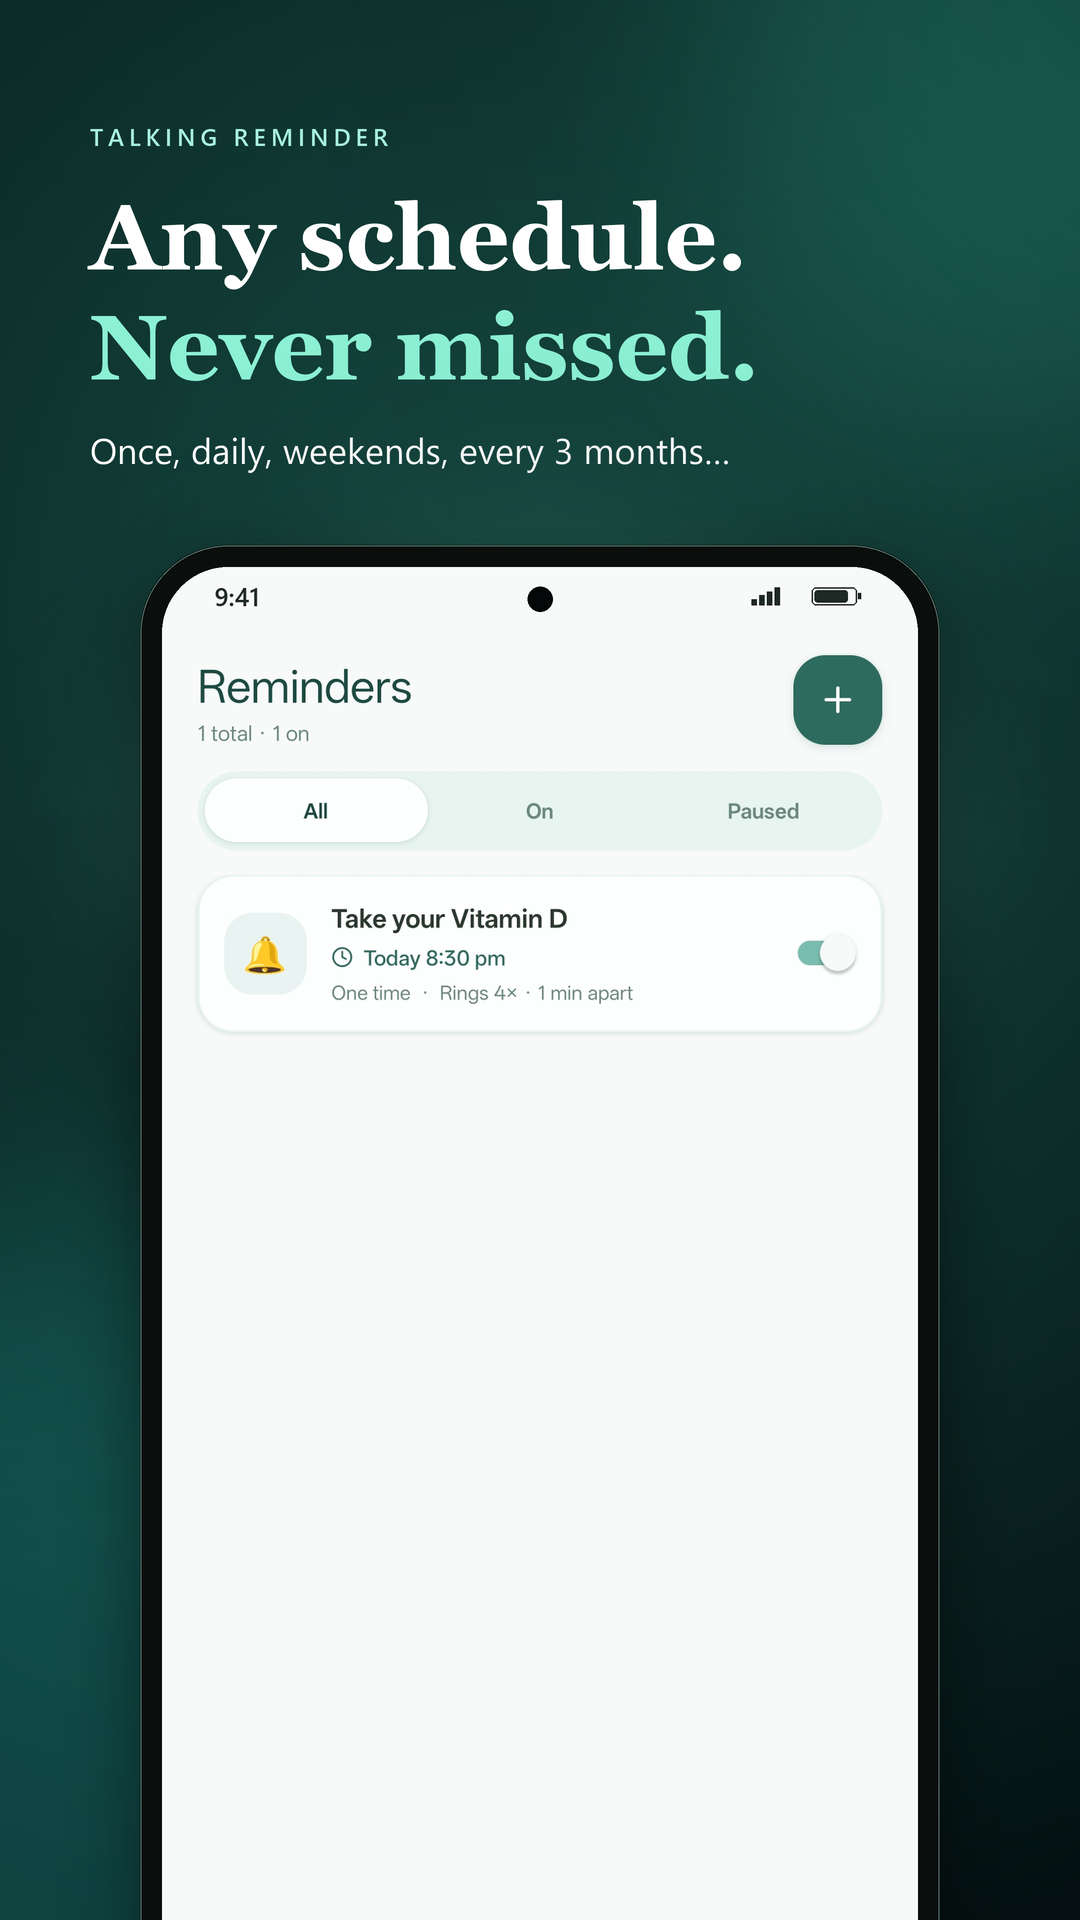 TALKING REMINDER
Any schedule.
Never missed.
Once, daily, weekends, every 3 months...
9:41
Reminders
1 total · 1 on
All
On
Paused
Take your Vitamin D
Today 8:30 pm
One time · Rings 4× · 1 min apart